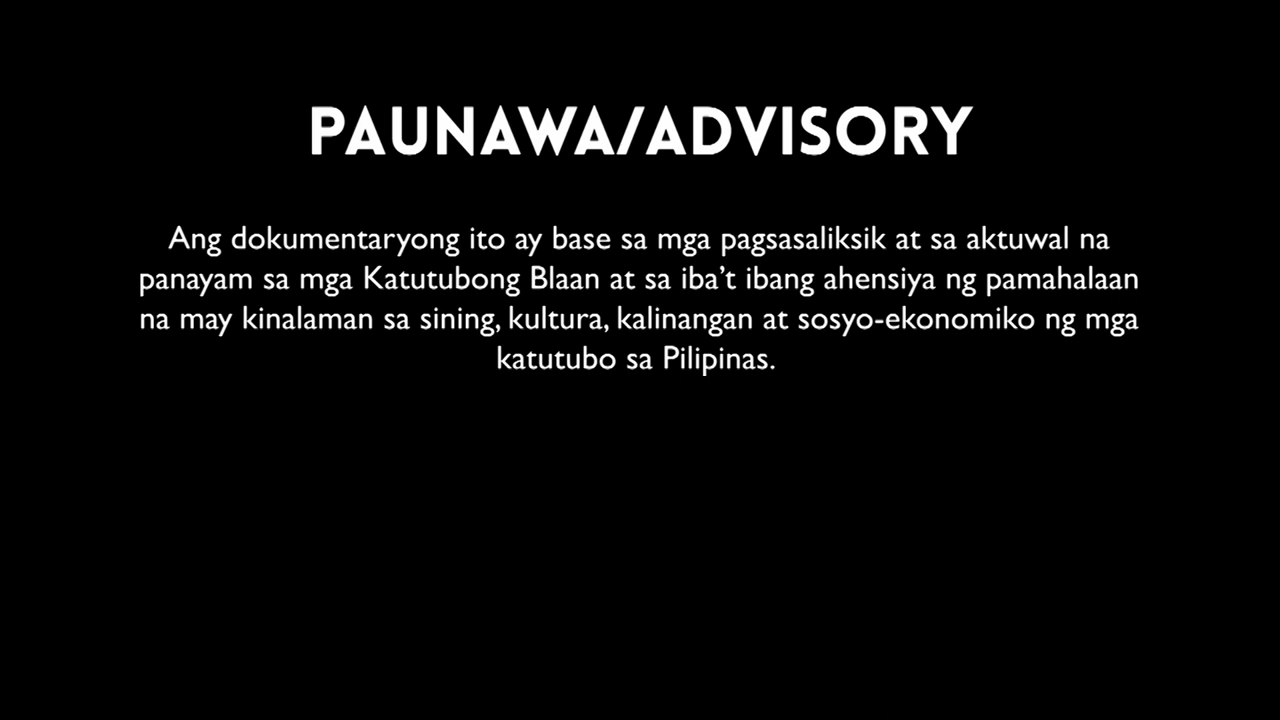 PAUNAWA/ADVISORY
Ang dokumentaryong ito ay base sa mga pagsasaliksik at sa aktuwal na
panayam sa mga Katutubong Blaan at sa iba't ibang ahensiya ng pamahalaan
na may kinalaman sa sining, kultura, kalinangan at sosyo-ekonomiko ng mga
katutubo sa Pilipinas.